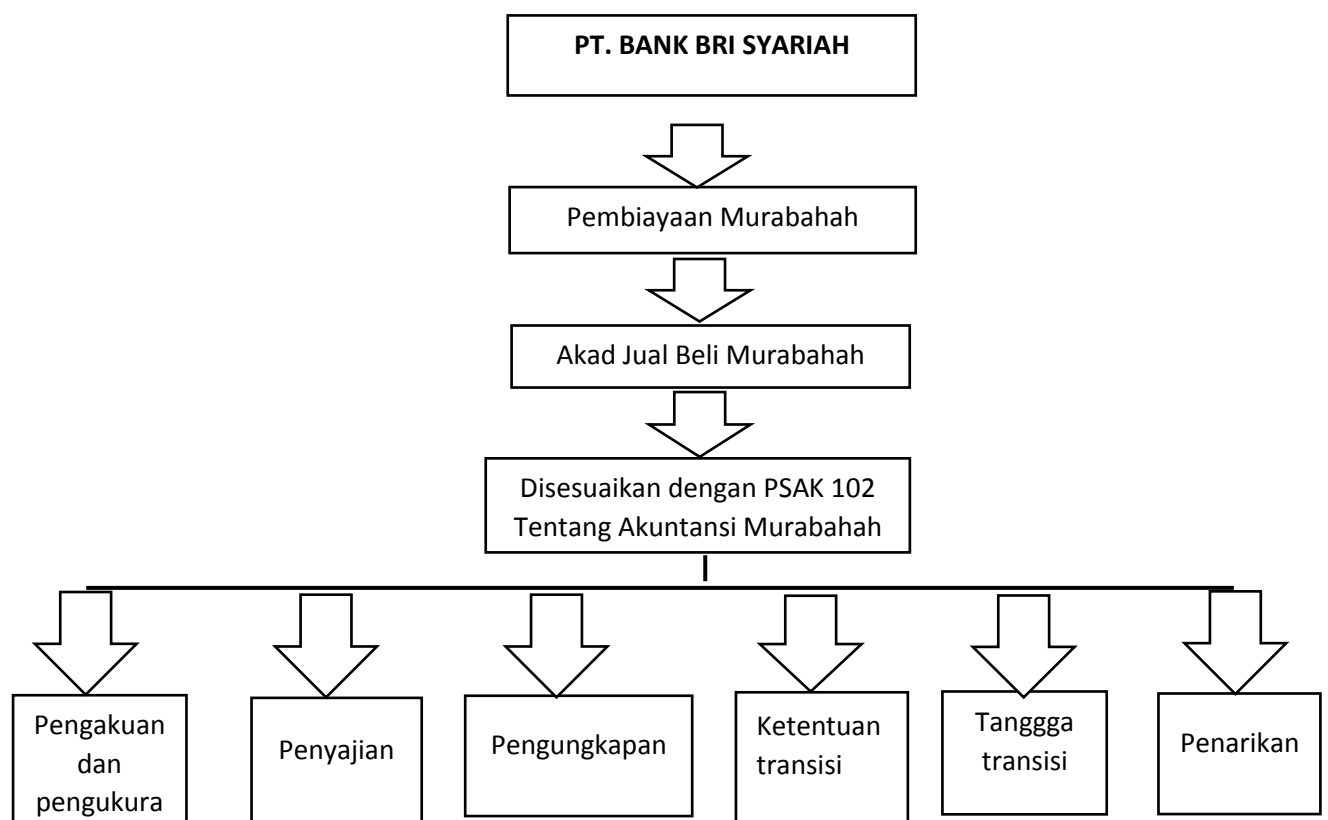 PT. BANK BRI SYARIAH
Pembiayaan Murabahah
Akad Jual Beli Murabahah
Disesuaikan dengan PSAK 102
Tentang Akuntansi Murabahah
Pengakuan
dan
pengukura
Penyajian
Pengungkapan
Ketentuan
transisi
Tanggga
transisi
Penarikan